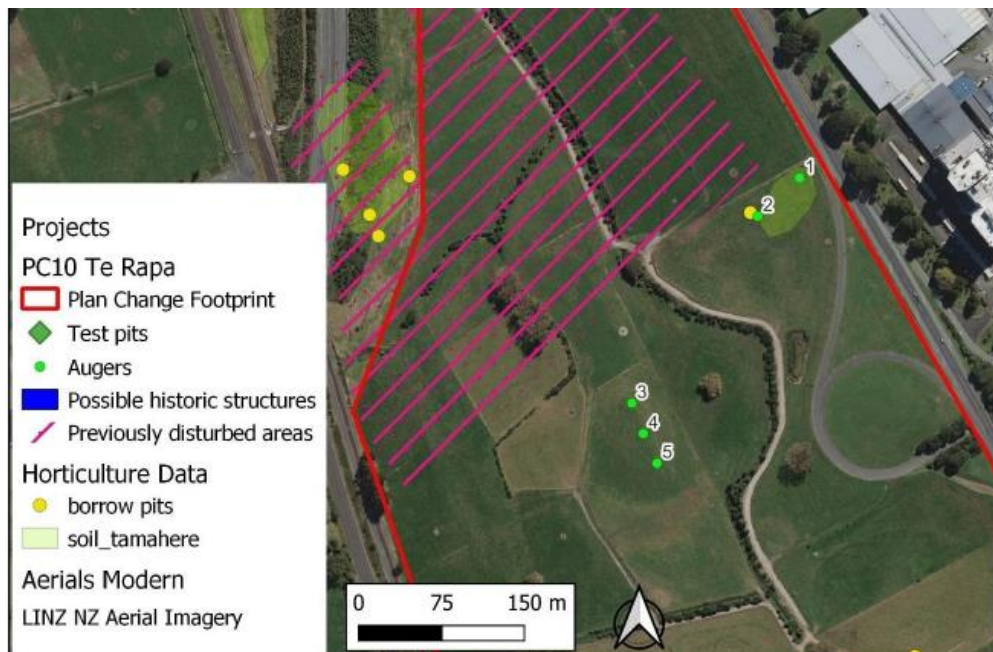 1
2
3
4
5
Projects
PC10 Te Rapa
Plan Change Footprint
Test pits
Augers
Possible historic structures
Previously disturbed areas
Horticulture Data
borrow pits
soil_tamahere
Aerials Modern
LINZ NZ Aerial Imagery
0 75 150 m